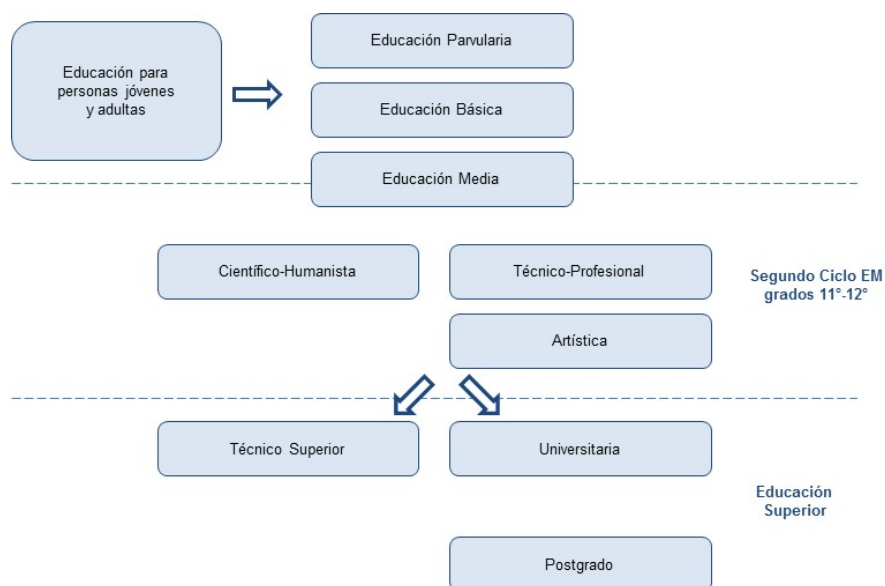 Educación para
personas jóvenes
y adultas
Educación Parvularia
Educación Básica
Educación Media
Científico-Humanista
Técnico-Profesional
Segundo Ciclo EM
grados 11°-12°
Artística
Técnico Superior
Universitaria
Educación
Superior
Postgrado